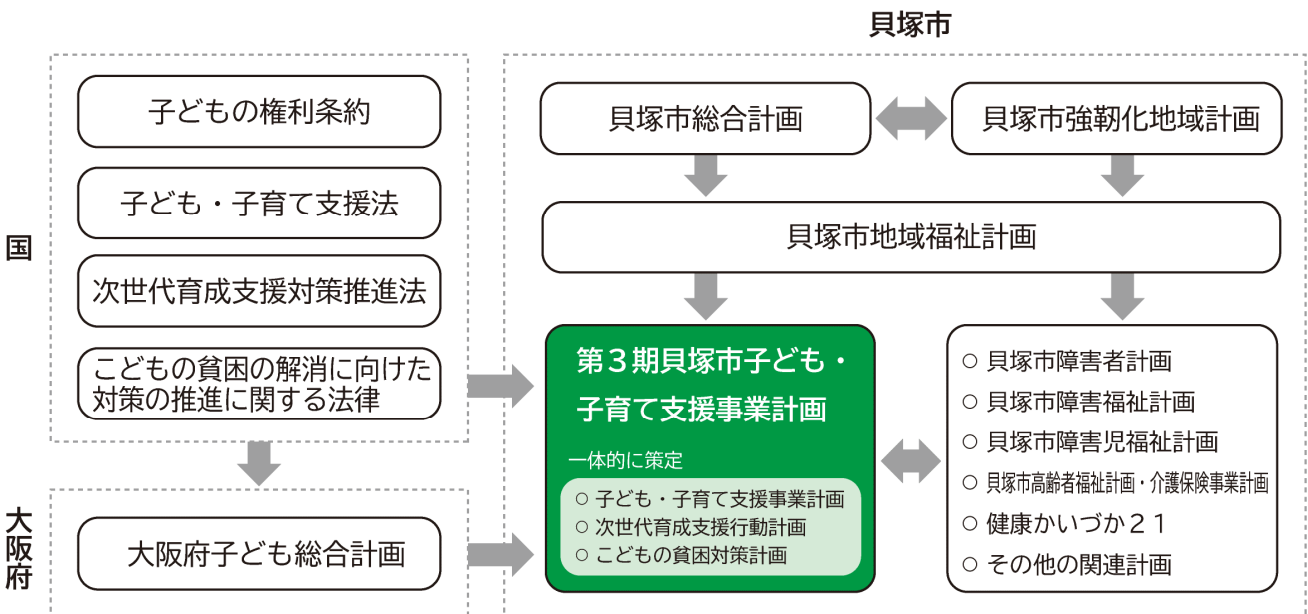 国
子どもの権利条約
子ども・子育て支援法
次世代育成支援対策推進法
こどもの貧困の解消に向けた
対策の推進に関する法律
大阪府
大阪府子ども総合計画
貝塚市
貝塚市総合計画
貝塚市強靭化地域計画
貝塚市地域福祉計画
第３期貝塚市子ども・
子育て支援事業計画
一体的に策定
○ 子ども・子育て支援事業計画
○ 次世代育成支援行動計画
○ こどもの貧困対策計画
○ 貝塚市障害者計画
○ 貝塚市障害福祉計画
○ 貝塚市障害児福祉計画
○ 貝塚市高齢者福祉計画・介護保険事業計画
○ 健康かいづか２１
○ その他の関連計画